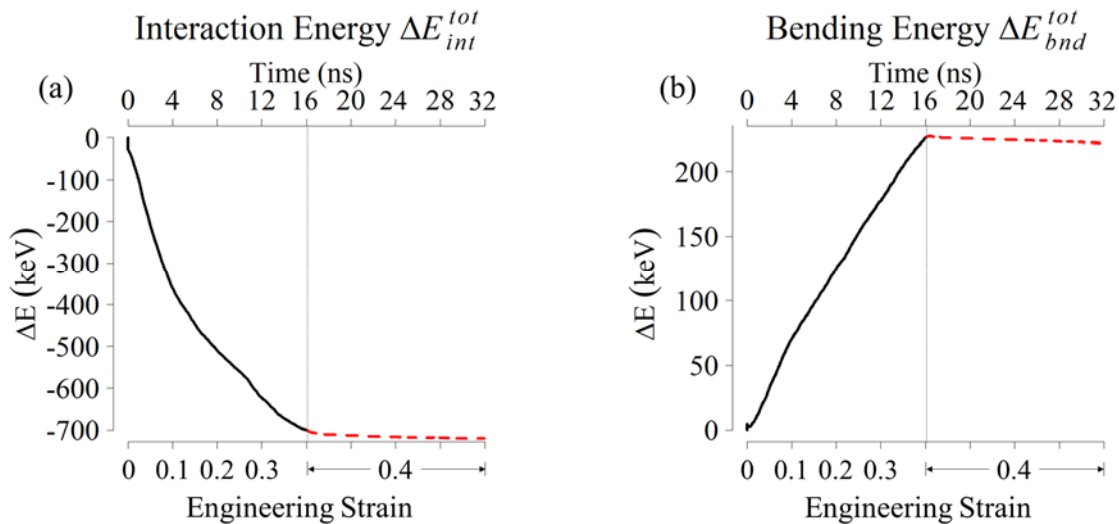 Interaction Energy ΔE_{int}^{tot}
Time (ns)
(a)
0 4 8 12 16 20 24 28 32
0
-100
-200
-300
-400
-500
-600
-700
ΔE (keV)
0 0.1 0.2 0.3 0.4
Engineering Strain
Bending Energy ΔE_{bnd}^{tot}
Time (ns)
(b)
0 4 8 12 16 20 24 28 32
200
150
100
50
0
ΔE (keV)
0 0.1 0.2 0.3 0.4
Engineering Strain